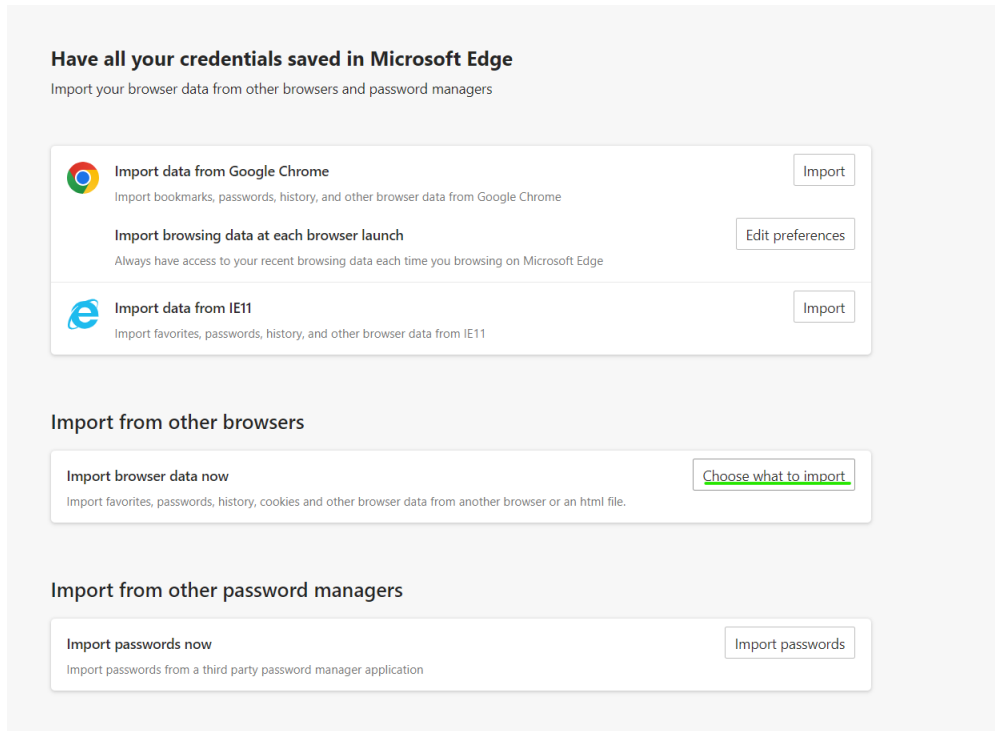 Have all your credentials saved in Microsoft Edge
Import your browser data from other browsers and password managers
Import data from Google Chrome
Import
Import bookmarks, passwords, history, and other browser data from Google Chrome
Import browsing data at each browser launch
Edit preferences
Always have access to your recent browsing data each time you browsing on Microsoft Edge
Import data from IE11
Import
Import favorites, passwords, history, and other browser data from IE11
Import from other browsers
Import browser data now
Choose what to import
Import favorites, passwords, history, cookies and other browser data from another browser or an html file.
Import from other password managers
Import passwords now
Import passwords
Import passwords from a third party password manager application